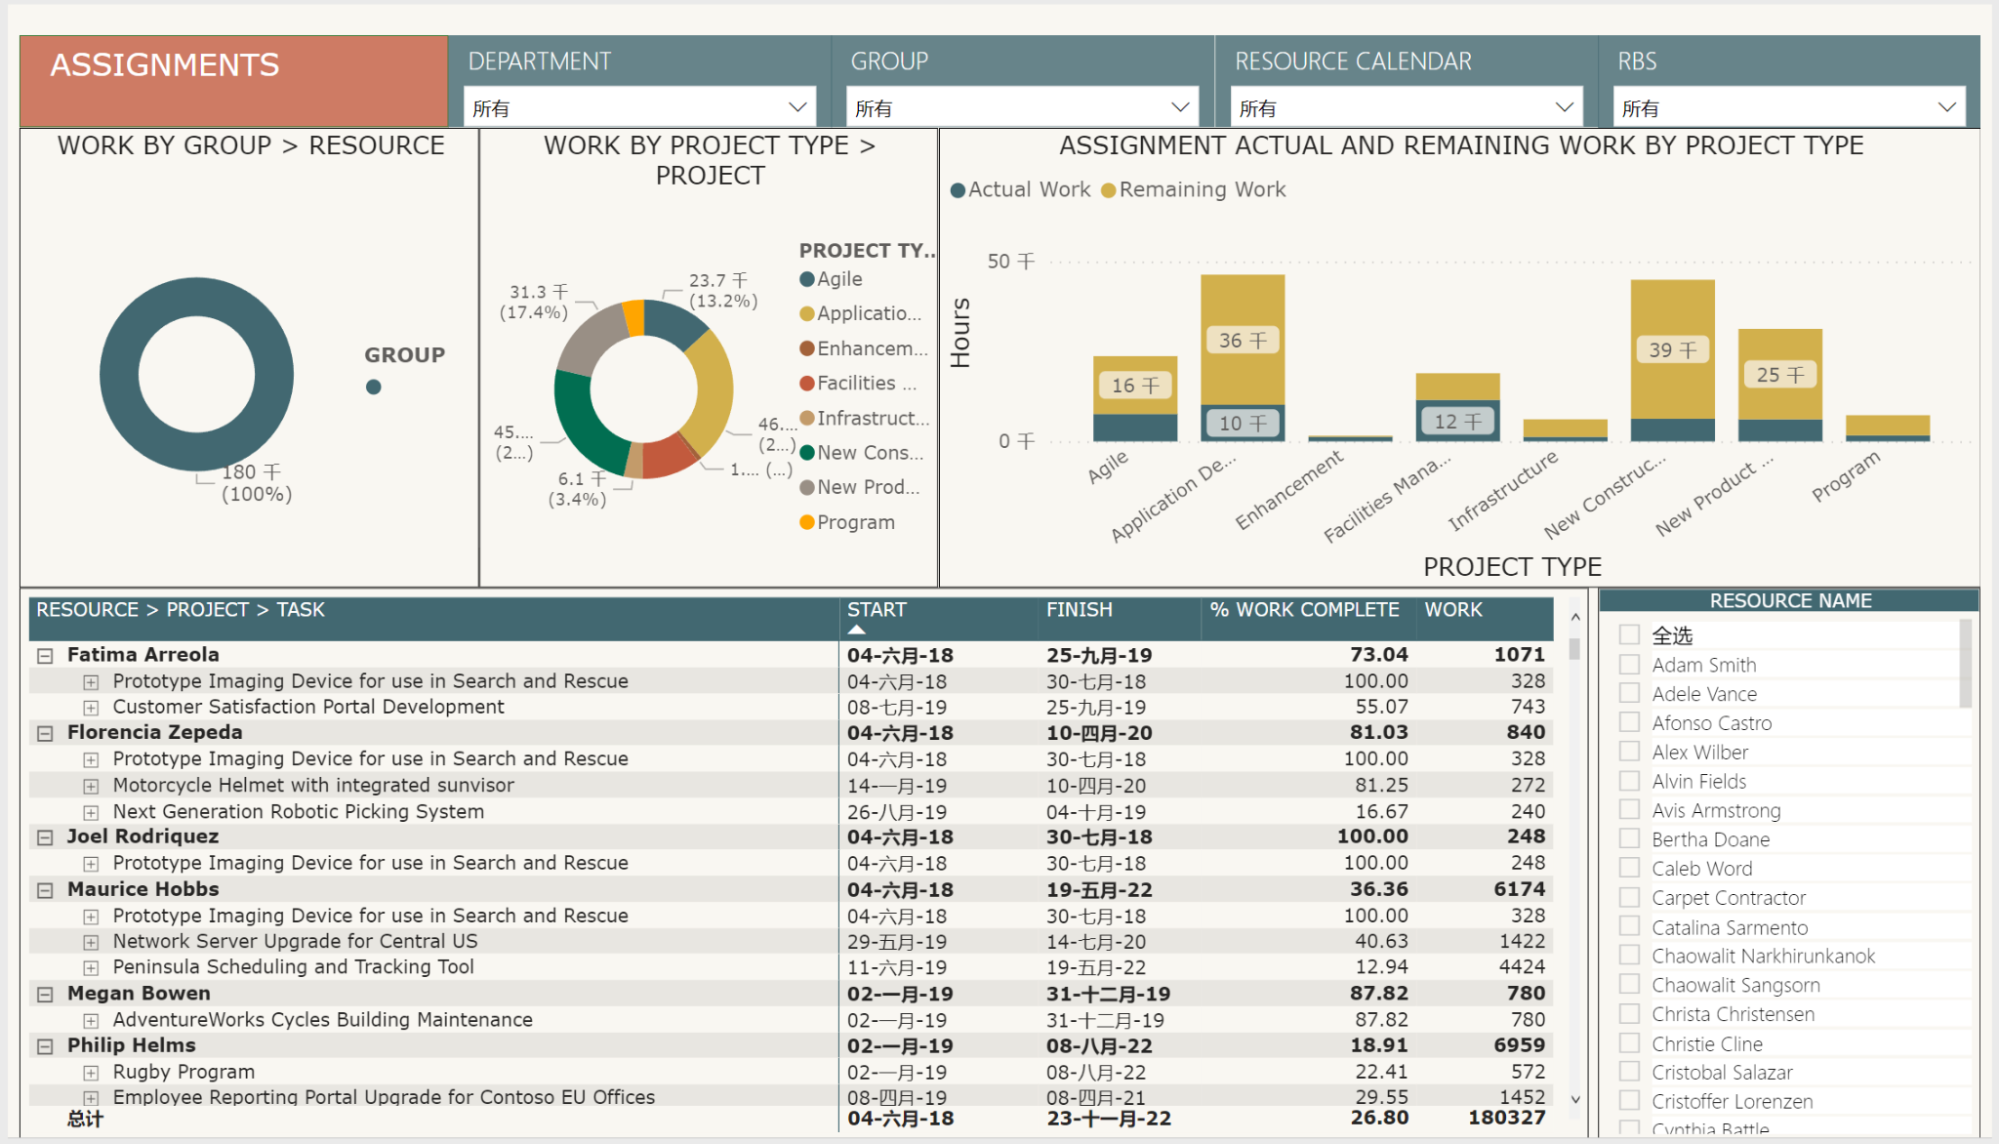 ASSIGNMENTS
DEPARTMENT
所有
GROUP
所有
RESOURCE CALENDAR
所有
RBS
所有
WORK BY GROUP > RESOURCE
180 千
(100%)
GROUP
WORK BY PROJECT TYPE >
PROJECT
31.3 千
(17.4%)
23.7 千
(13.2%)
45....
(2...)
46....
(2...)
6.1 千
(3.4%)
1.... (...)
PROJECT TY...
Agile
Applicatio...
Enhancem...
Facilities ...
Infrastruct...
New Cons...
New Prod...
Program
ASSIGNMENT ACTUAL AND REMAINING WORK BY PROJECT TYPE
Actual Work Remaining Work
Hours
50 千
0 千
16 千
36 千
10 千
12 千
39 千
25 千
Agile
Application De...
Enhancement
Facilities Mana...
Infrastructure
New Construc...
New Product ...
Program
PROJECT TYPE
RESOURCE > PROJECT > TASK START FINISH % WORK COMPLETE WORK
Fatima Arreola 04-六月-18 25-九月-19 73.04 1071
Prototype Imaging Device for use in Search and Rescue 04-六月-18 30-七月-18 100.00 328
Customer Satisfaction Portal Development 08-七月-19 25-九月-19 55.07 743
Florencia Zepeda 04-六月-18 10-四月-20 81.03 840
Prototype Imaging Device for use in Search and Rescue 04-六月-18 30-七月-18 100.00 328
Motorcycle Helmet with integrated sunvisor 14-一月-19 10-四月-20 81.25 272
Next Generation Robotic Picking System 26-八月-19 04-十月-19 16.67 240
Joel Rodriquez 04-六月-18 30-七月-18 100.00 248
Prototype Imaging Device for use in Search and Rescue 04-六月-18 30-七月-18 100.00 248
Maurice Hobbs 04-六月-18 19-五月-22 36.36 6174
Prototype Imaging Device for use in Search and Rescue 04-六月-18 30-七月-18 100.00 328
Network Server Upgrade for Central US 29-五月-19 14-七月-20 40.63 1422
Peninsula Scheduling and Tracking Tool 11-六月-19 19-五月-22 12.94 4424
Megan Bowen 02-一月-19 31-十二月-19 87.82 780
AdventureWorks Cycles Building Maintenance 02-一月-19 31-十二月-19 87.82 780
Philip Helms 02-一月-19 08-八月-22 18.91 6959
Rugby Program 02-一月-19 08-八月-22 22.41 572
Employee Reporting Portal Upgrade for Contoso EU Offices 08-四月-19 08-四月-21 29.55 1452
总计 04-六月-18 23-十一月-22 26.80 180327
RESOURCE NAME
全选
Adam Smith
Adele Vance
Afonso Castro
Alex Wilber
Alvin Fields
Avis Armstrong
Bertha Doane
Caleb Word
Carpet Contractor
Catalina Sarmento
Chaowalit Narkhirunkanok
Chaowalit Sangsorn
Christa Christensen
Christie Cline
Cristobal Salazar
Cristoffer Lorenzen
Cynthia Battle